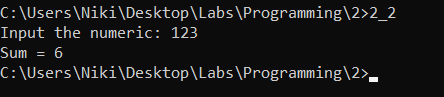 C:\Users\Niki\Desktop\Labs\Programming\2>2_2
Input the numeric: 123
Sum = 6
C:\Users\Niki\Desktop\Labs\Programming\2>